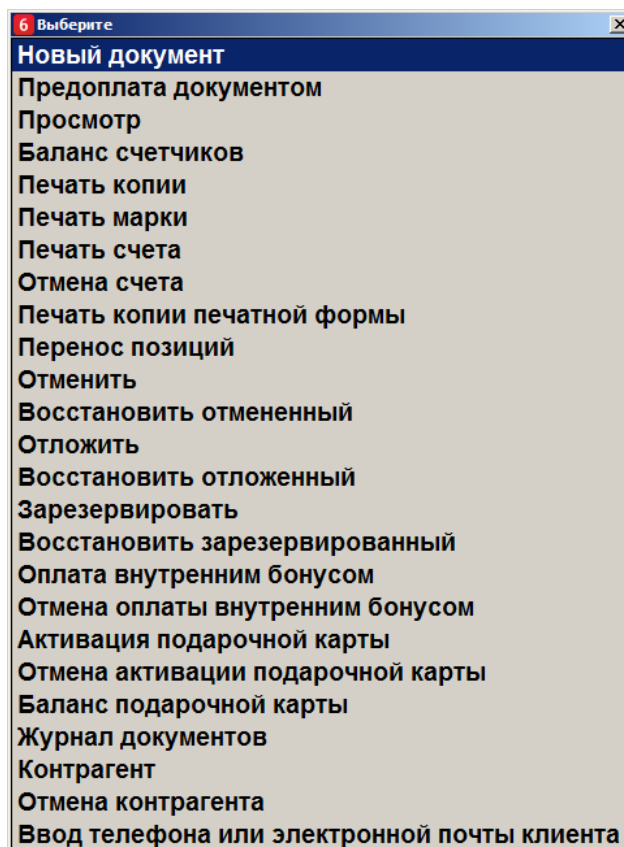 6 Выберите
Новый документ
Предоплата документом
Просмотр
Баланс счетчиков
Печать копии
Печать марки
Печать счета
Отмена счета
Печать копии печатной формы
Перенос позиций
Отменить
Восстановить отмененный
Отложить
Восстановить отложенный
Зарезервировать
Восстановить зарезервированный
Оплата внутренним бонусом
Отмена оплаты внутренним бонусом
Активация подарочной карты
Отмена активации подарочной карты
Баланс подарочной карты
Журнал документов
Контрагент
Отмена контрагента
Ввод телефона или электронной почты клиента